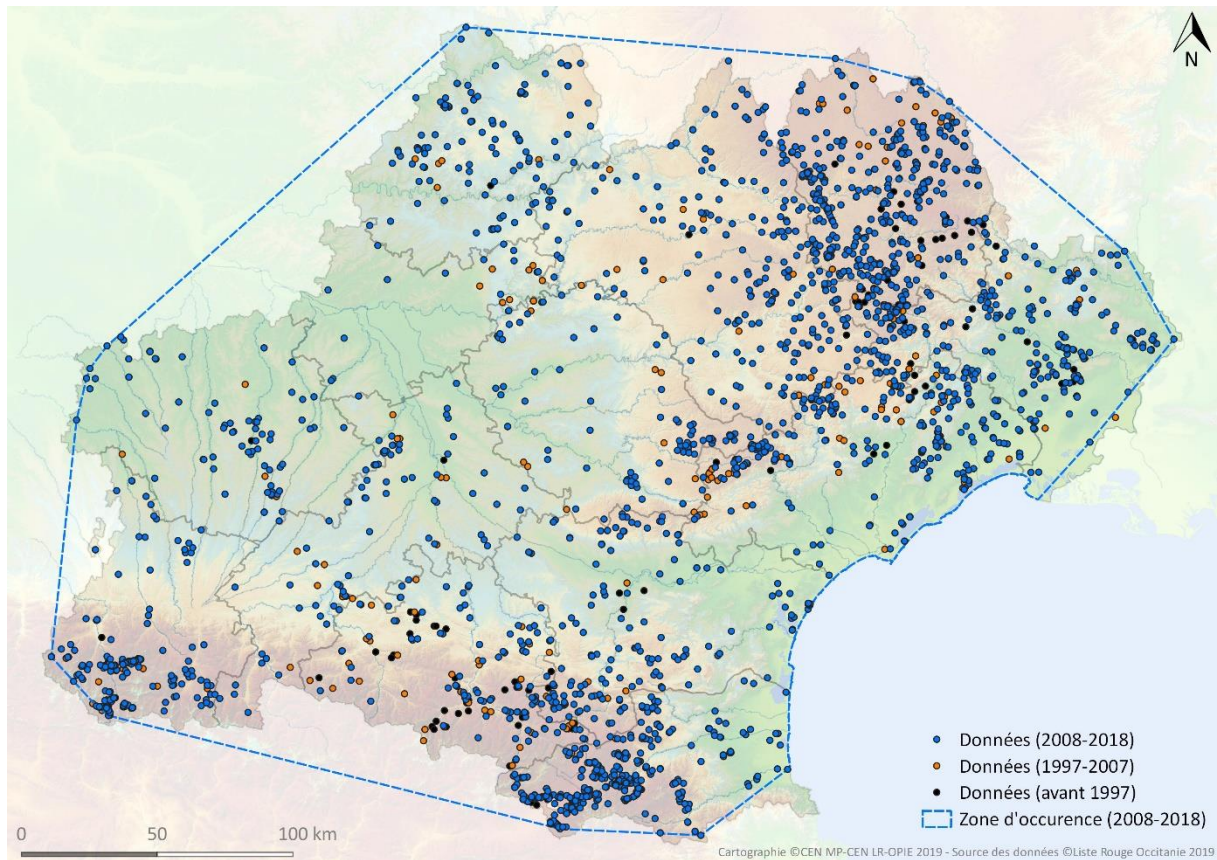 N
Données (2008-2018)
Données (1997-2007)
Données (avant 1997)
Zone d'occurence (2008-2018)
0 50 100 km
Cartographie ©CEN MP-CEN LR-OPIE 2019 - Source des données ©Liste Rouge Occitanie 2019